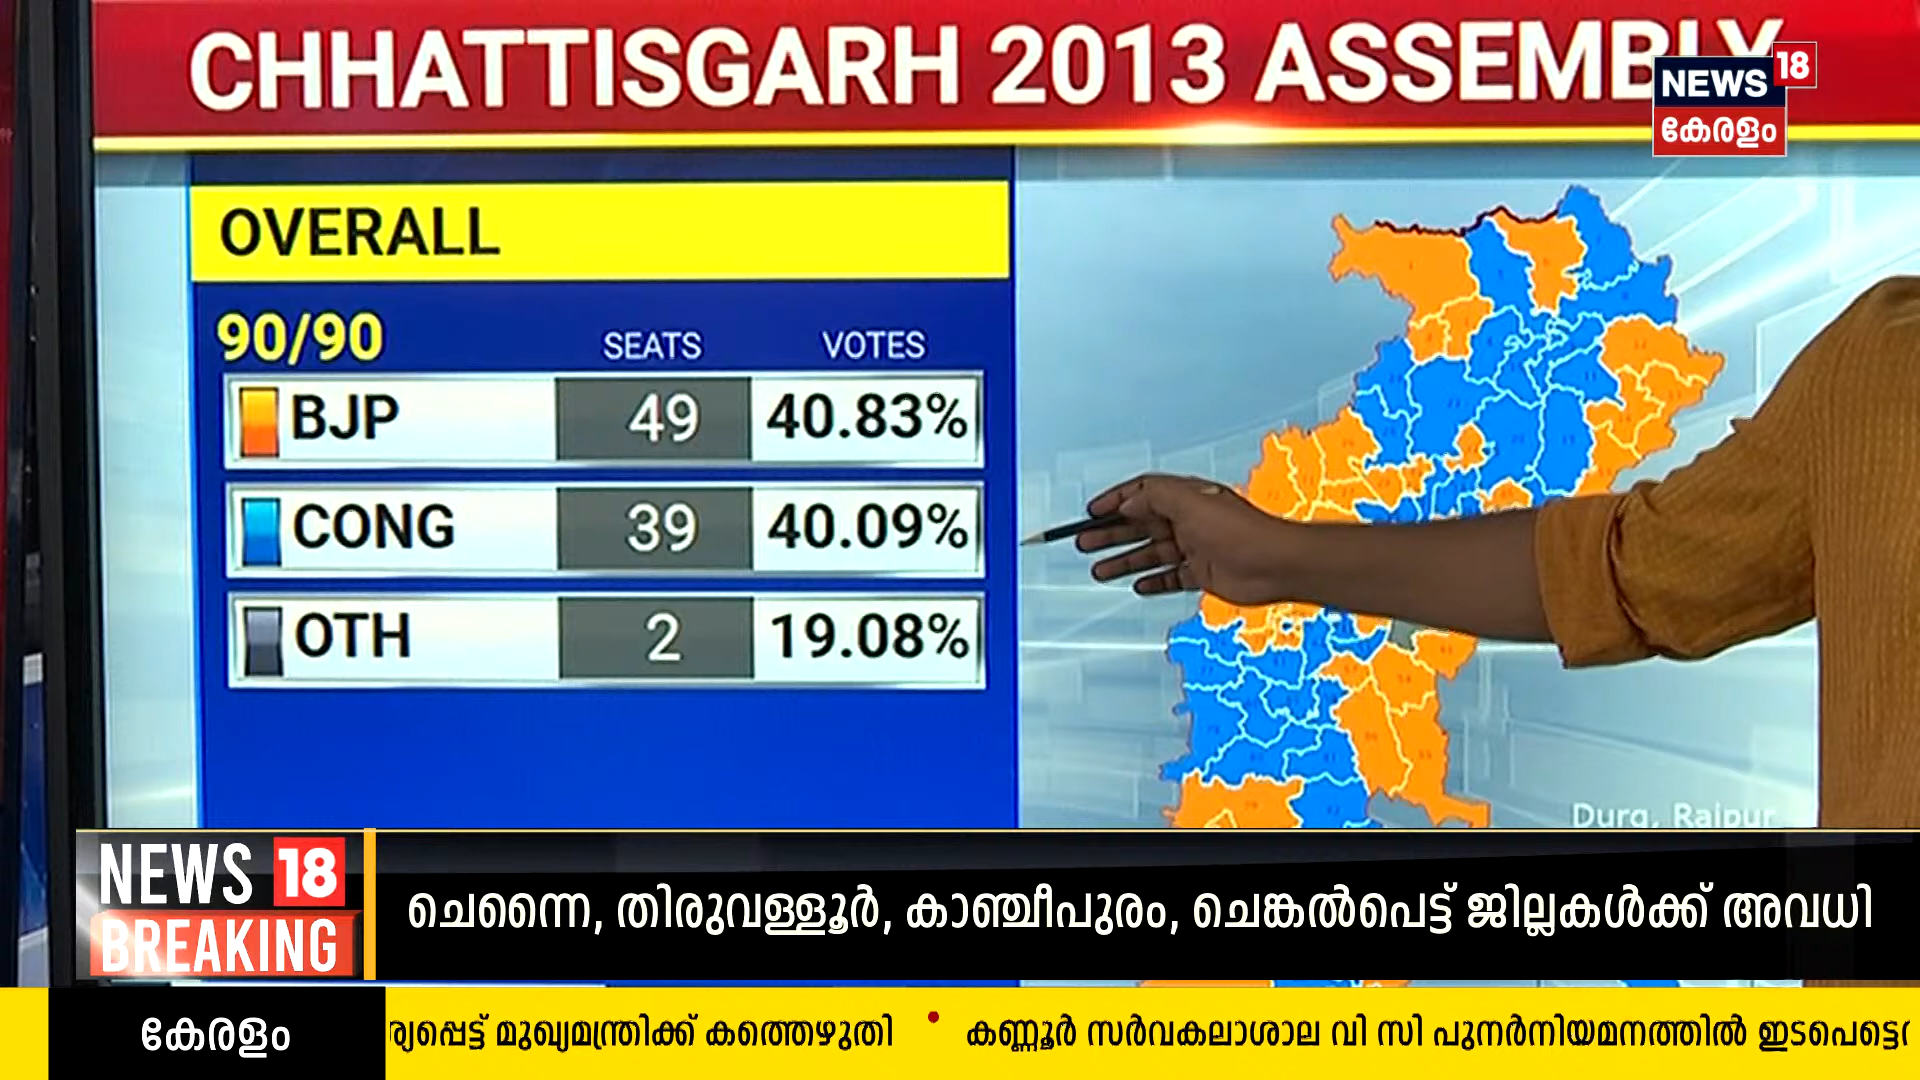 CHHATTISGARH 2013 ASSEMBLY
NEWS 18
കേരളം
OVERALL
90/90 SEATS VOTES
BJP 49 40.83%
CONG 39 40.09%
OTH 2 19.08%
Durg, Raipur
NEWS 18
BREAKING
ചെന്നൈ, തിരുവള്ളൂർ, കാഞ്ചീപുരം, ചെങ്കൽപെട്ട് ജില്ലകൾക്ക് അവധി
കേരളം
മുഖ്യമന്ത്രിക്ക് കത്തെഴുതി • കണ്ണൂർ സർവകലാശാല വി സി പുനർനിയമനത്തിൽ